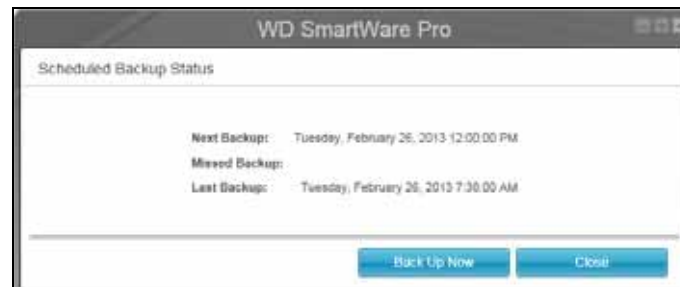 WD SmartWare Pro
Scheduled Backup Status
Next Backup: Tuesday, February 26, 2013 12:00:00 PM
Missed Backup:
Last Backup: Tuesday, February 26, 2013 7:30:00 AM
Back Up Now Close